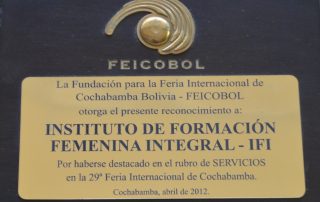 FEICOBOL
La Fundación para la Feria Internacional de
Cochabamba Bolivia - FEICOBOL
otorga el presente reconocimiento a:
INSTITUTO DE FORMACIÓN
FEMENINA INTEGRAL - IFI
Por haberse destacado en el rubro de SERVICIOS
en la 29ª Feria Internacional de Cochabamba.
Cochabamba, abril de 2012.